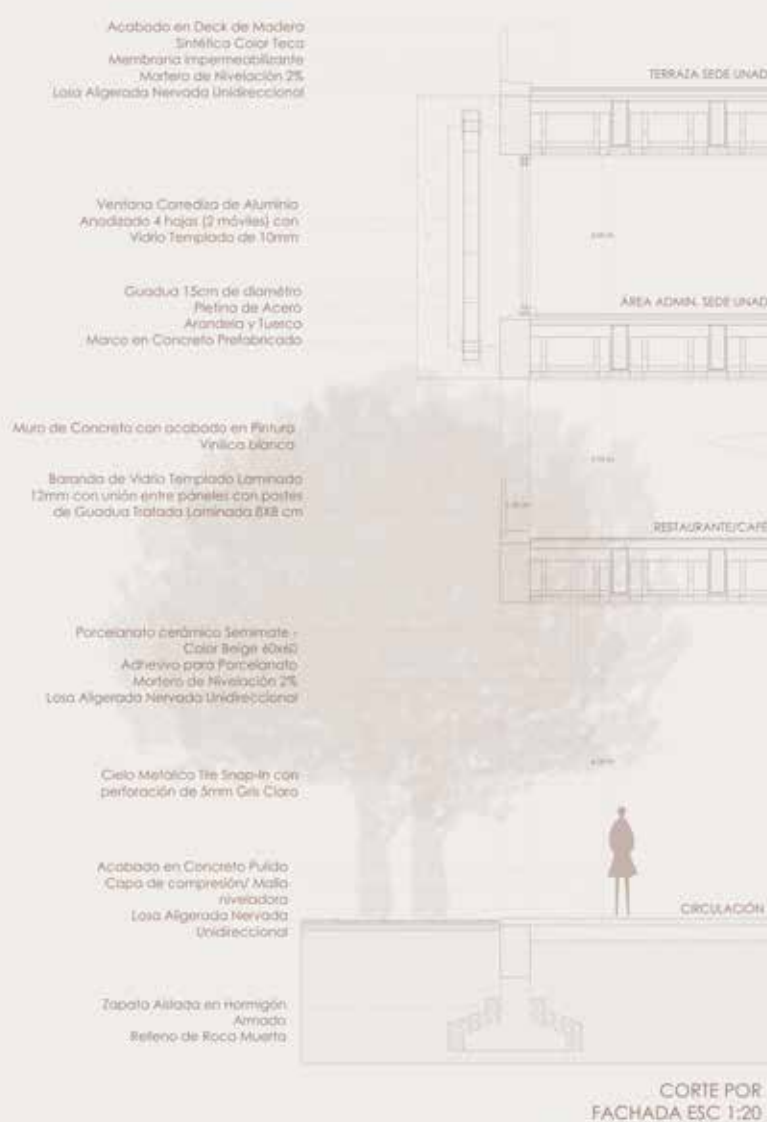 Acabado en Deck de Madera
Sintética Color Teca
Membrana impermeabilizante
Mortero de Nivelación 2%
Losa Aligerada Nervada Unidireccional
TERRAZA SEDE UNAD
Ventana Corrediza de Aluminio
Anodizado 4 hojas (2 móviles) con
Vidrio Templado de 10mm
Guadua 15cm de diamétro
Pletina de Acero
Arandela y Tuerca
Marco en Concreto Prefabricado
ÁREA ADMIN. SEDE UNAD
Muro de Concreto con acabado en Pintura
Vinilica blanca
Baranda de Vidrio Templado Laminado
12mm con unión entre páneles con postes
de Guadua Tratada Laminada 8X8 cm
RESTAURANTE/CAFÉ
Porcelanato cerámico Semimate -
Color Beige 60x60
Adhesivo para Porcelanato
Mortero de Nivelación 2%
Losa Aligerada Nervada Unidireccional
Cielo Metálico Tile Snap-In con
perforación de 5mm Gris Claro
Acabado en Concreto Pulido
Capa de compresión/ Malla
niveladora
Losa Aligerada Nervada
Unidireccional
CIRCULACIÓN
Zapata Aislada en Hormigón
Armado
Relleno de Roca Muerta
CORTE POR
FACHADA ESC 1:20